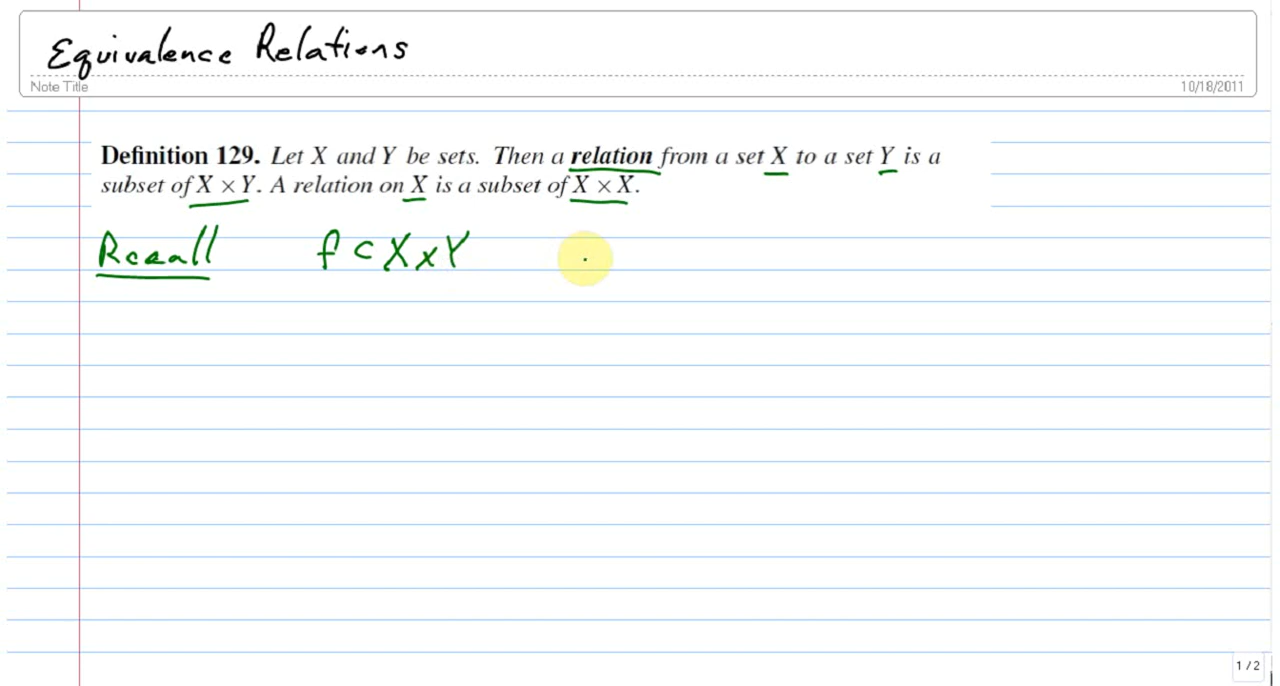 Equivalence Relations
Note Title
10/18/2011
Definition 129. Let X and Y be sets. Then a relation from a set X to a set Y is a
subset of X × Y. A relation on X is a subset of X × X.
Recall f ⊂ X × Y
1 / 2